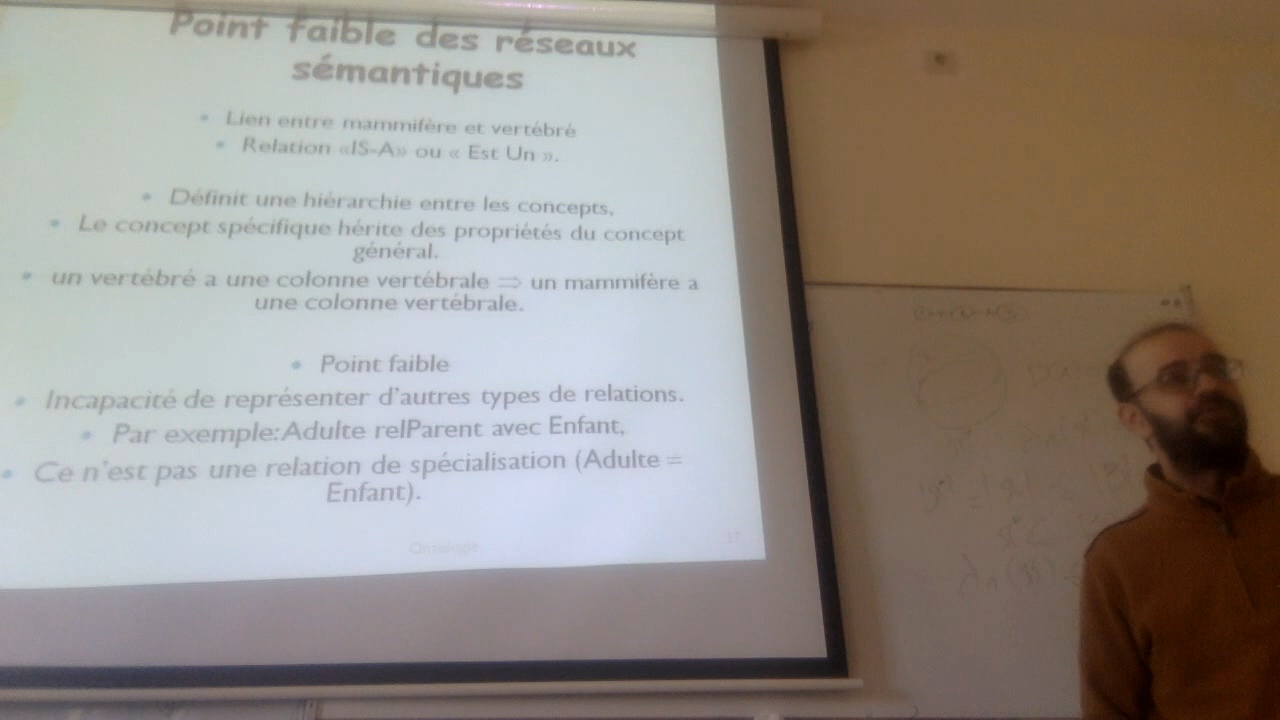 Point faible des réseaux
sémantiques
• Lien entre mammifère et vertébré
• Relation «IS-A» ou « Est Un ».
• Définit une hiérarchie entre les concepts,
• Le concept spécifique hérite des propriétés du concept
général.
• un vertébré a une colonne vertébrale ⇒ un mammifère a
une colonne vertébrale.
• Point faible
• Incapacité de représenter d'autres types de relations.
• Par exemple:Adulte relParent avec Enfant,
• Ce n'est pas une relation de spécialisation (Adulte =
Enfant).
Ontologie